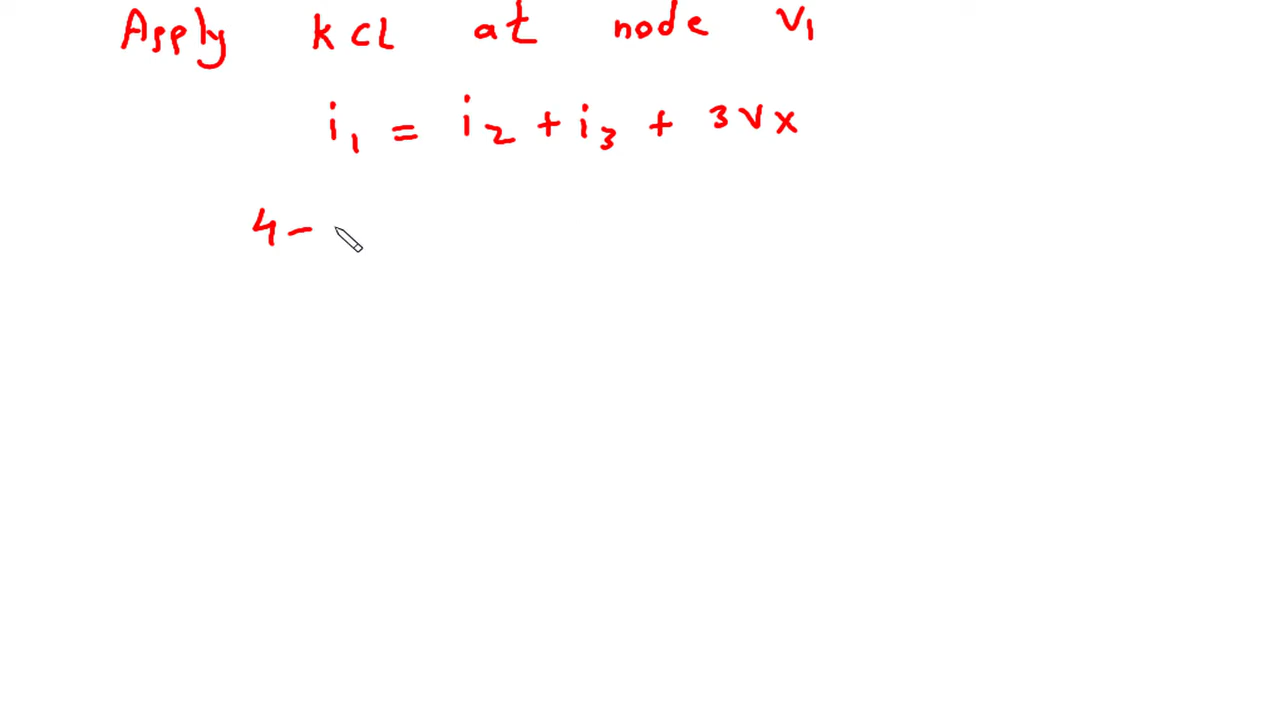 Apply kcl at node V₁
i₁ = i₂ + i₃ + 3Vx
4 -